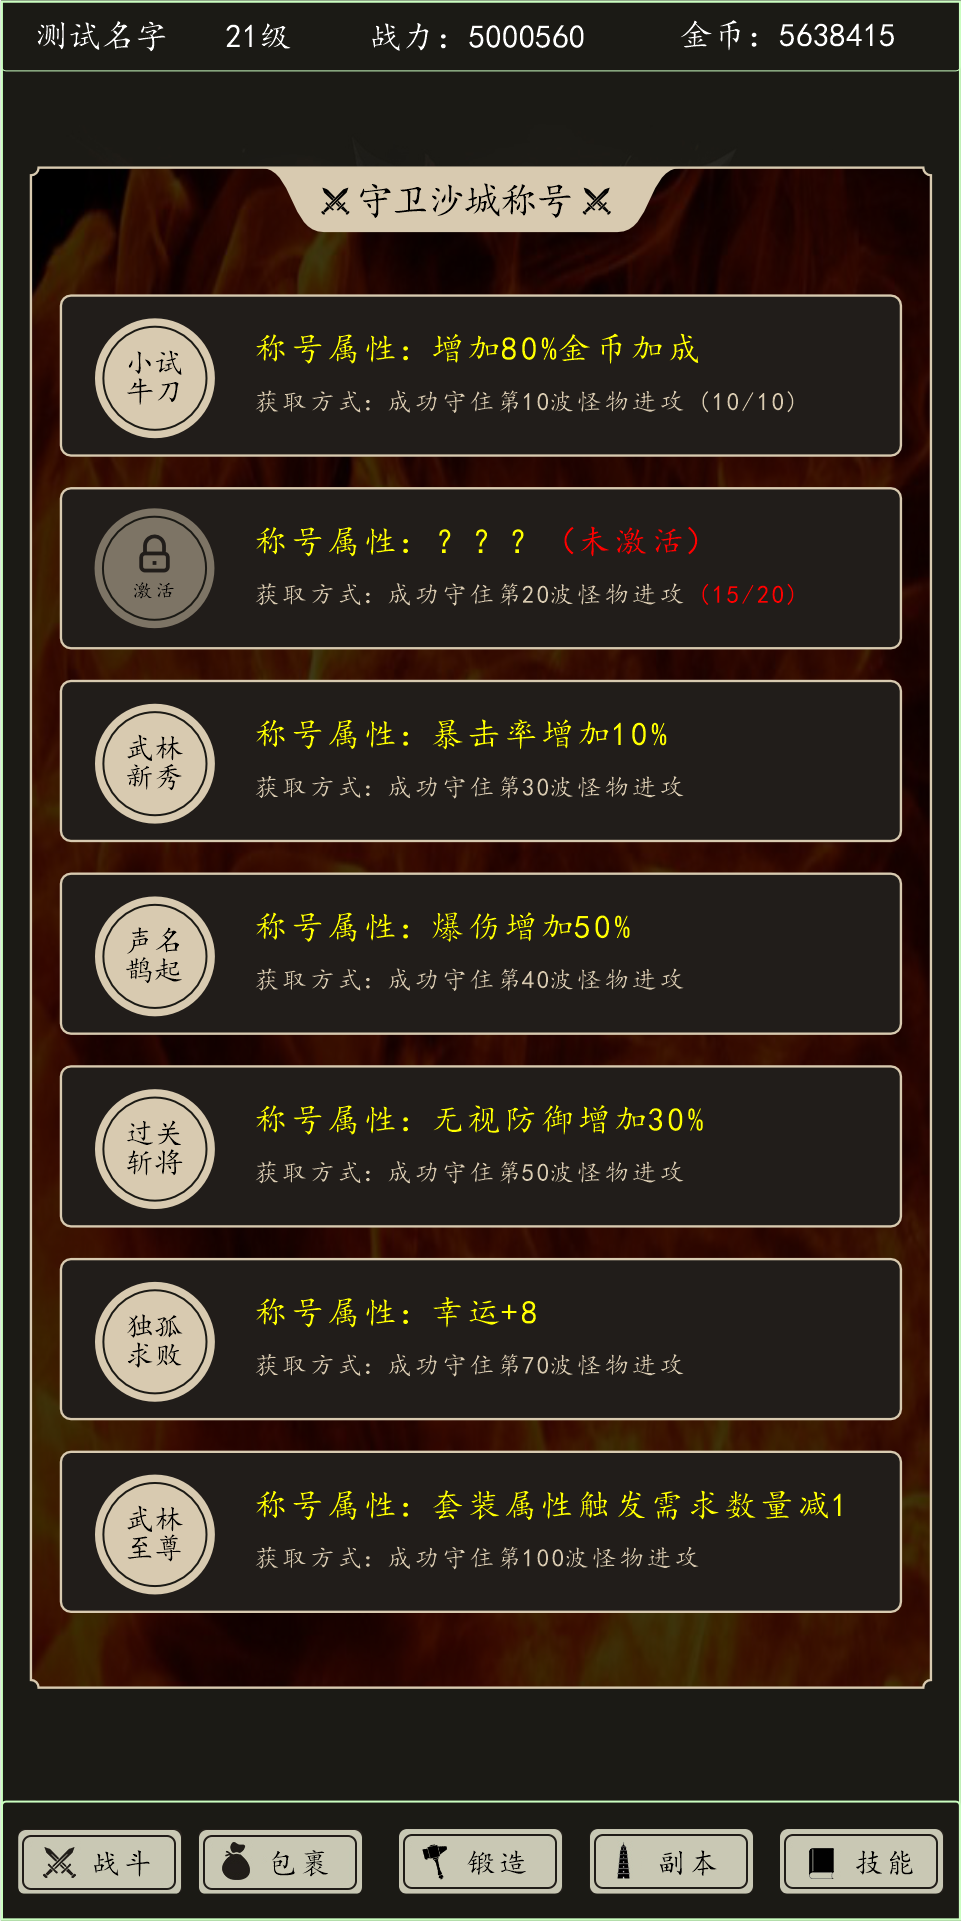 测试名字 21级 战力：5000560 金币：5638415
守卫沙城称号
小试
牛刀
称号属性：增加80%金币加成
获取方式：成功守住第10波怪物进攻（10/10）
激活
称号属性：？？？（未激活）
获取方式：成功守住第20波怪物进攻（15/20）
武林
新秀
称号属性：暴击率增加10%
获取方式：成功守住第30波怪物进攻
声名
鹊起
称号属性：爆伤增加50%
获取方式：成功守住第40波怪物进攻
过关
斩将
称号属性：无视防御增加30%
获取方式：成功守住第50波怪物进攻
独孤
求败
称号属性：幸运+8
获取方式：成功守住第70波怪物进攻
武林
至尊
称号属性：套装属性触发需求数量减1
获取方式：成功守住第100波怪物进攻
战斗 包裹 锻造 副本 技能